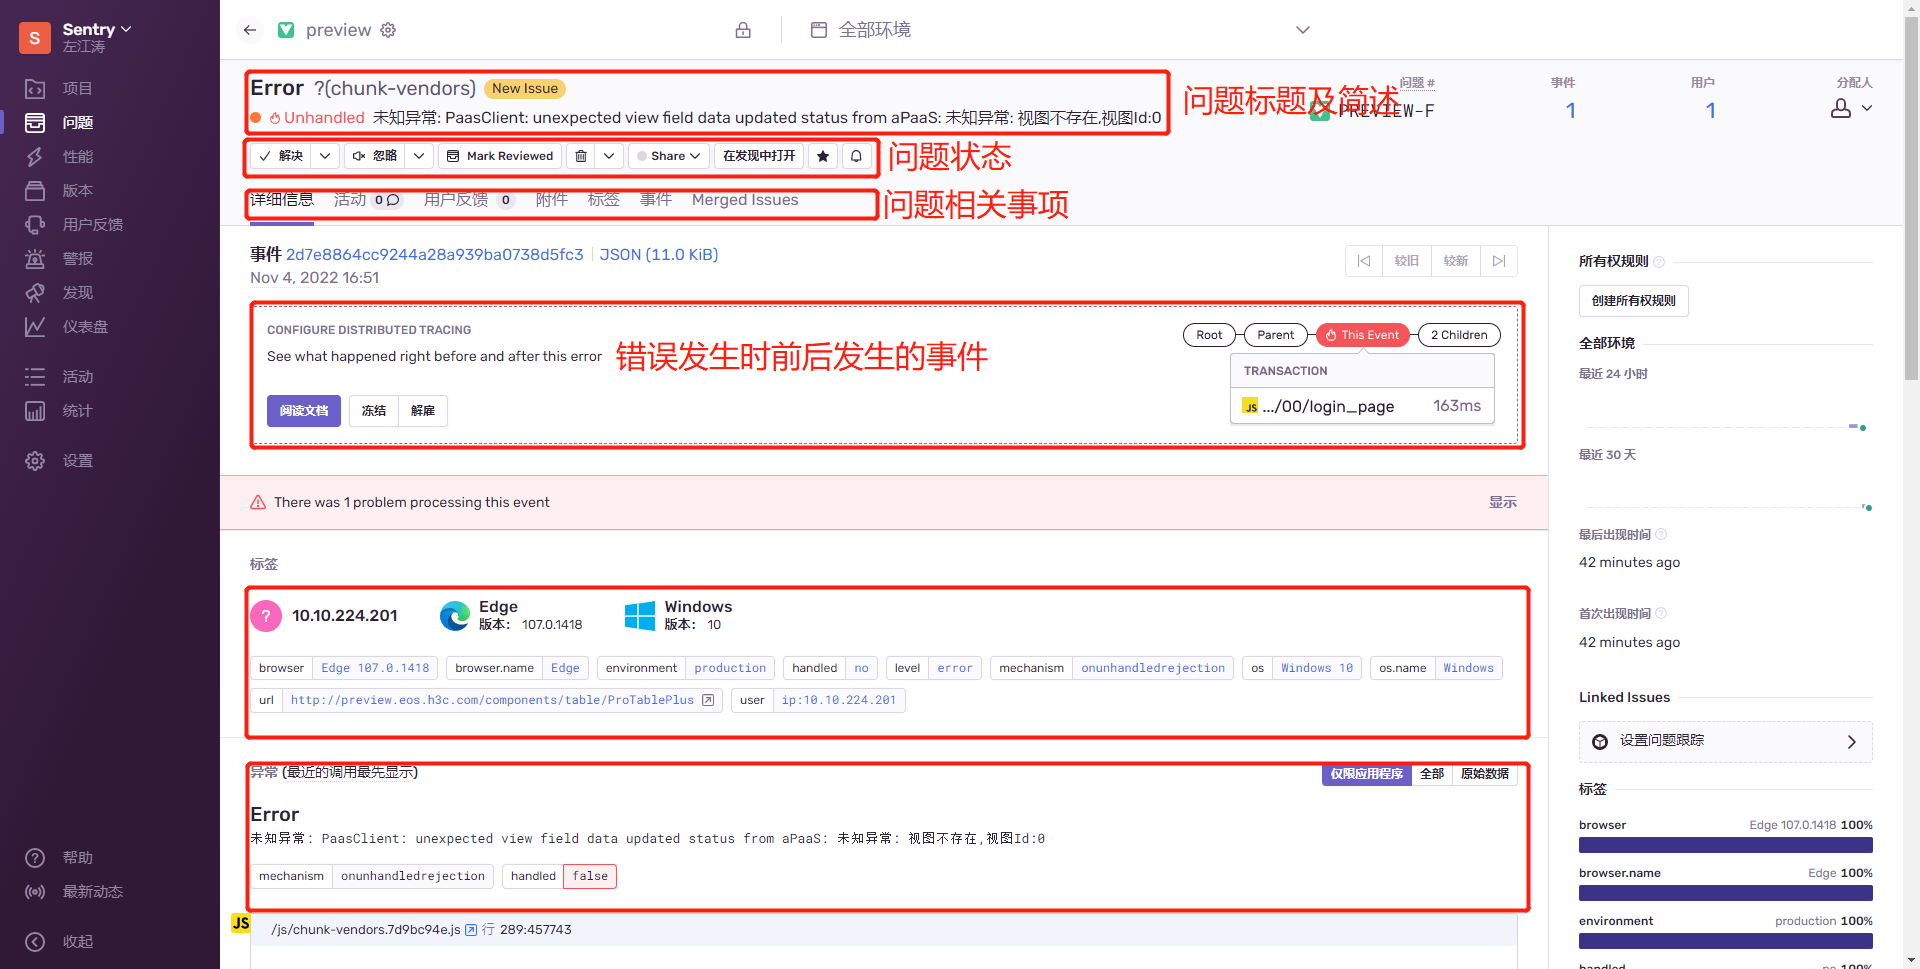 S
Sentry
左江涛
项目
问题
性能
版本
用户反馈
警报
发现
仪表盘
活动
统计
设置
帮助
最新动态
收起
preview
全部环境
Error ?(chunk-vendors) New Issue
Unhandled 未知异常: PaasClient: unexpected view field data updated status from aPaaS: 未知异常: 视图不存在,视图Id:0
问题标题及简述
问题 #
PREVIEW-F
事件
1
用户
1
分配人
解决 忽略 Mark Reviewed Share 在发现中打开
问题状态
详细信息 活动 0 用户反馈 0 附件 标签 事件 Merged Issues
问题相关事项
事件 2d7e8864cc9244a28a939ba0738d5fc3 JSON (11.0 KiB)
Nov 4, 2022 16:51
较旧 较新
CONFIGURE DISTRIBUTED TRACING
See what happened right before and after this error
错误发生时前后发生的事件
阅读文档 冻结 解雇
Root Parent This Event 2 Children
TRANSACTION
JS .../00/login_page 163ms
There was 1 problem processing this event 显示
标签
? 10.10.224.201
Edge
版本: 107.0.1418
Windows
版本: 10
browser Edge 107.0.1418 browser.name Edge environment production handled no level error mechanism onunhandledrejection os Windows 10 os.name Windows
url http://preview.eos.h3c.com/components/table/ProTablePlus user ip:10.10.224.201
异常 (最近的调用最先显示)
仅限应用程序 全部 原始数据
Error
未知异常: PaasClient: unexpected view field data updated status from aPaaS: 未知异常: 视图不存在,视图Id:0
mechanism onunhandledrejection handled false
JS
/js/chunk-vendors.7d9bc94e.js 行 289:457743
所有权规则
创建所有权规则
全部环境
最近 24 小时
最近 30 天
最后出现时间
42 minutes ago
首次出现时间
42 minutes ago
Linked Issues
设置问题跟踪
标签
browser Edge 107.0.1418 100%
browser.name Edge 100%
environment production 100%
handled no 100%